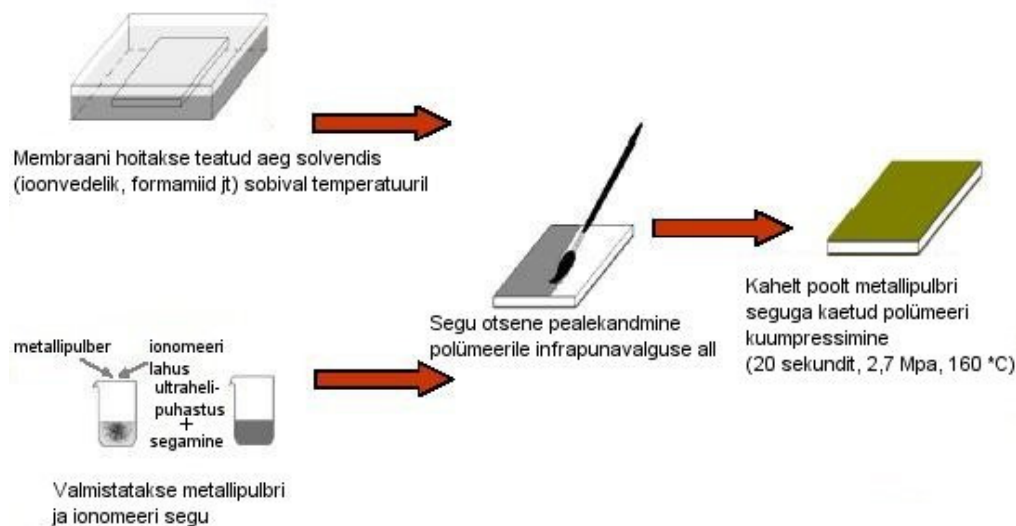 Membraani hoitakse teatud aeg solvendis
(ioonvedelik, formamiid jt) sobival temperatuuril
metallipulber
ionomeeri
lahus
ultraheli-
puhastus
+
segamine
Valmistatakse metallipulbri
ja ionomeeri segu
Segu otsene pealekandmine
polümeerile infrapunavalguse all
Kahelt poolt metallipulbri
seguga kaetud polümeeri
kuumpressimine
(20 sekundit, 2,7 Mpa, 160 *C)